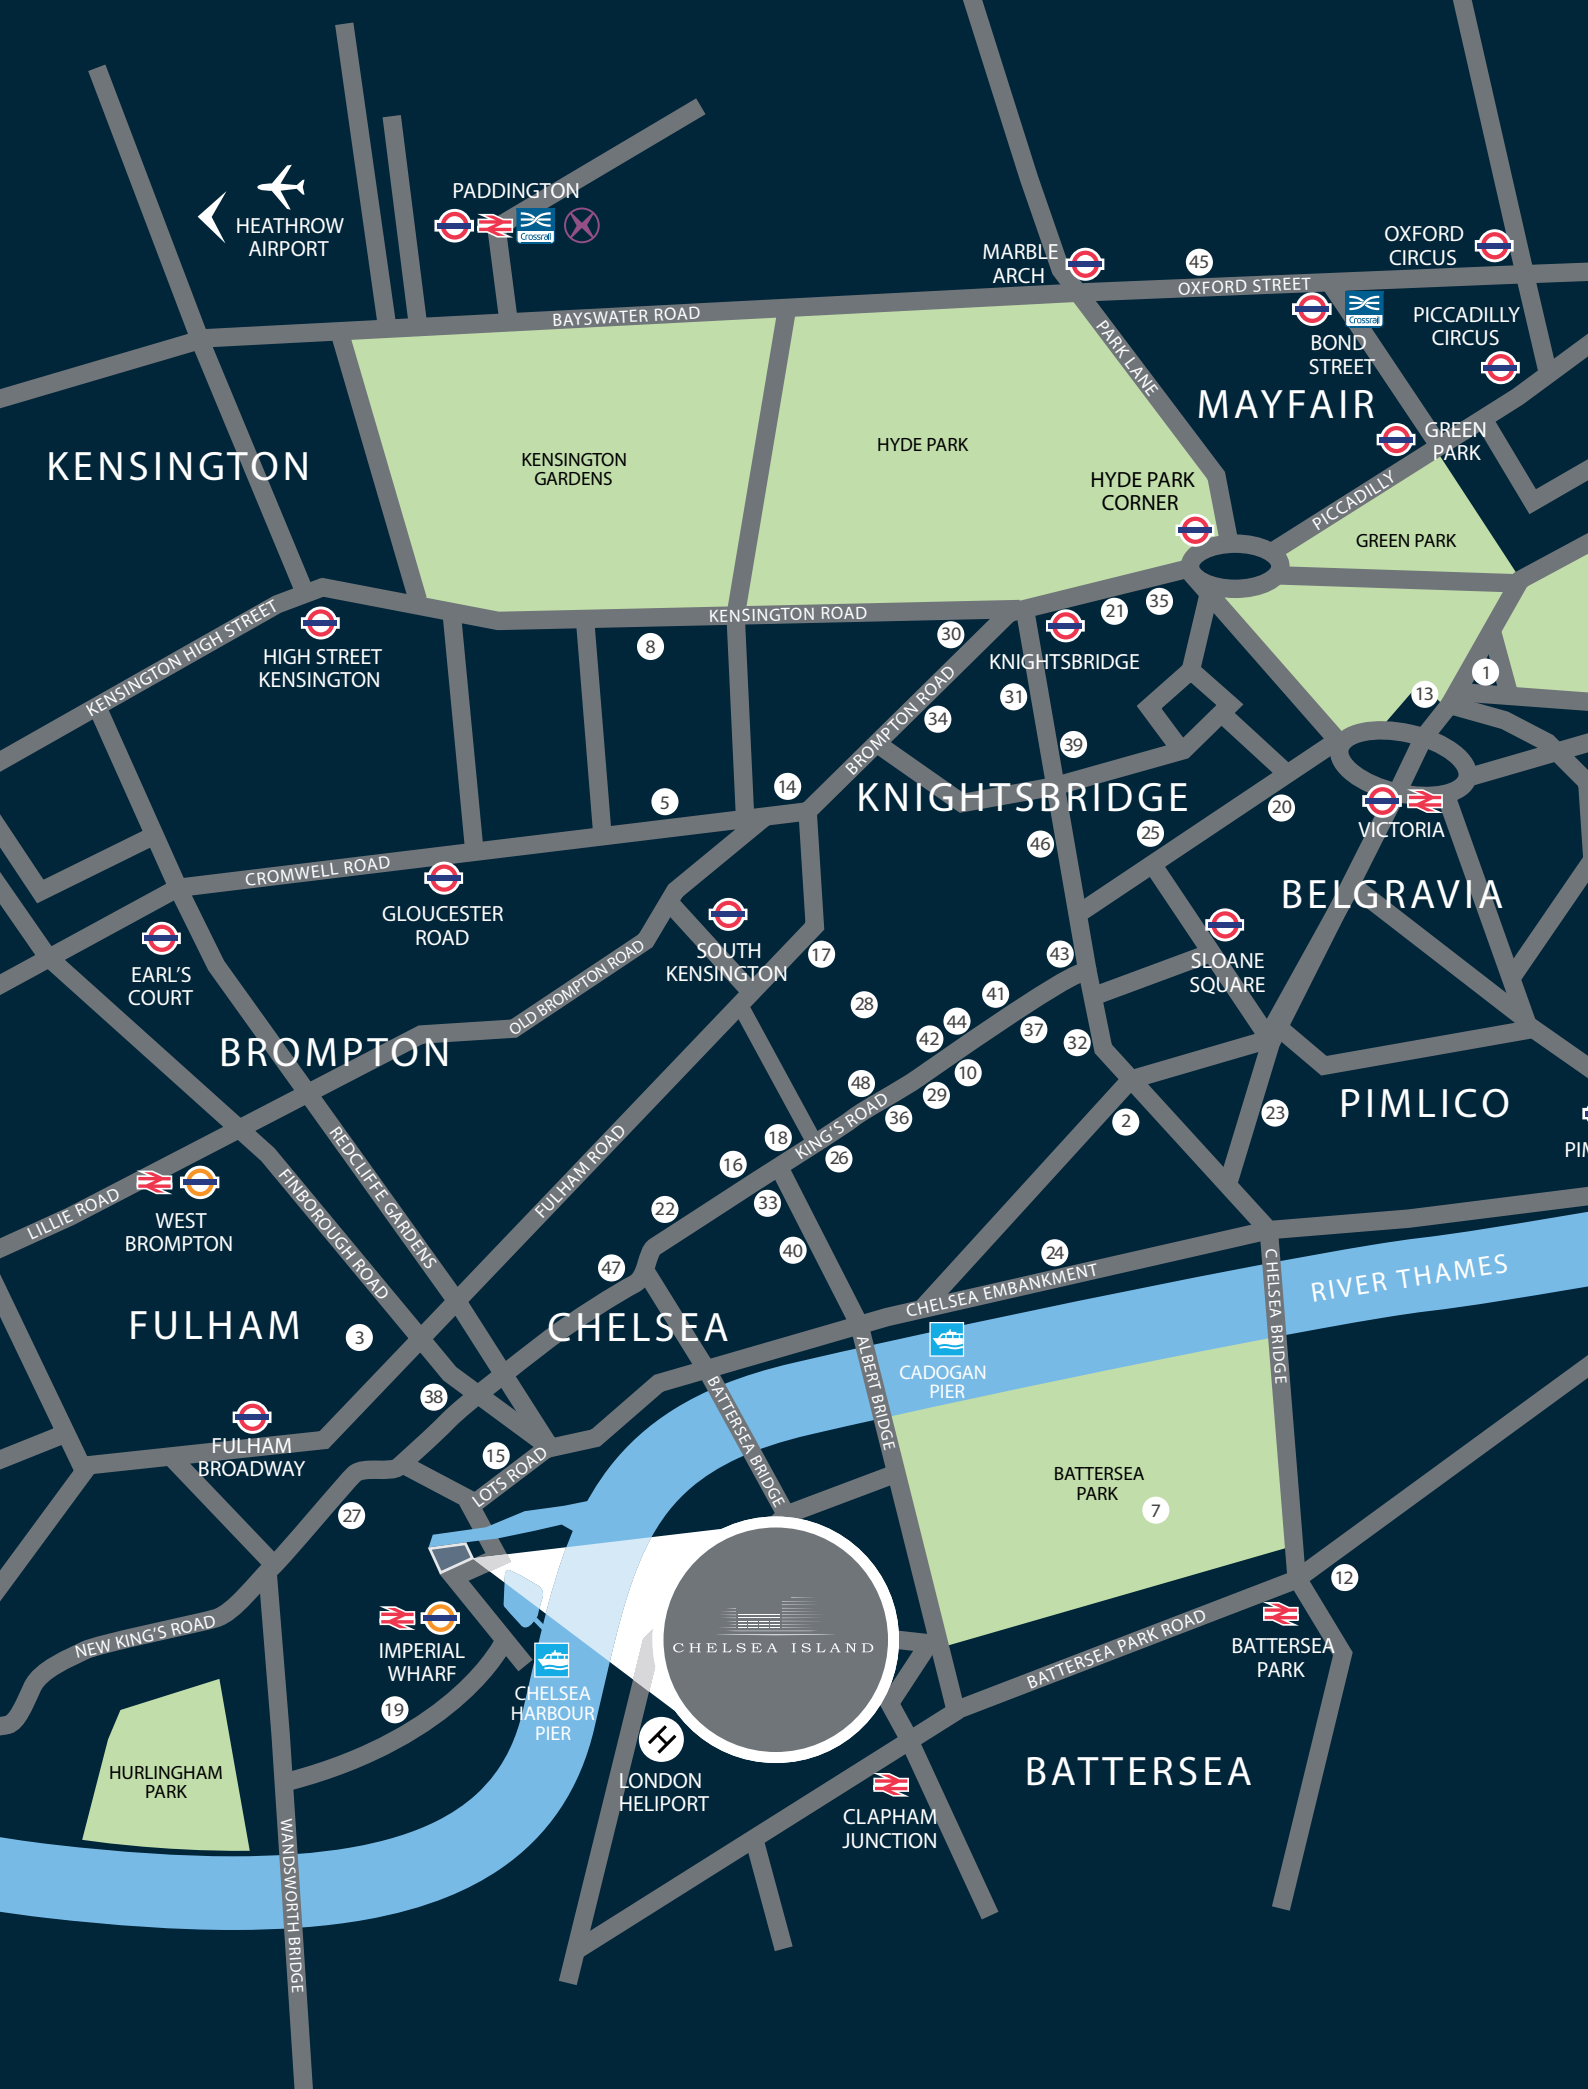 HEATHROW
AIRPORT
PADDINGTON
Crossrail
MARBLE
ARCH
45
OXFORD
CIRCUS
OXFORD STREET
BAYSWATER ROAD
Crossrail
BOND
STREET
PICCADILLY
CIRCUS
PARK LANE
MAYFAIR
KENSINGTON
KENSINGTON
GARDENS
HYDE PARK
GREEN
PARK
HYDE PARK
CORNER
PICCADILLY
GREEN PARK
KENSINGTON HIGH STREET
HIGH STREET
KENSINGTON
KENSINGTON ROAD
8
30
KNIGHTSBRIDGE
21
35
31
34
39
13
1
BROMPTON ROAD
5
14
KNIGHTSBRIDGE
46
25
20
VICTORIA
BELGRAVIA
CROMWELL ROAD
GLOUCESTER
ROAD
EARL'S
COURT
SOUTH
KENSINGTON
17
43
SLOANE
SQUARE
OLD BROMPTON ROAD
28
41
44
42
37
32
BROMPTON
48
10
29
36
KING'S ROAD
2
23
PIMLICO
PIM
18
16
26
33
22
40
47
24
LILLIE ROAD
WEST
BROMPTON
FINBOROUGH ROAD
REDCLIFFE GARDENS
FULHAM ROAD
CHELSEA EMBANKMENT
CHELSEA BRIDGE
RIVER THAMES
FULHAM
3
CHELSEA
ALBERT BRIDGE
CADOGAN
PIER
38
BATTERSEA BRIDGE
FULHAM
BROADWAY
15
LOTS ROAD
27
BATTERSEA
PARK
7
12
CHELSEA ISLAND
NEW KING'S ROAD
IMPERIAL
WHARF
19
CHELSEA
HARBOUR
PIER
BATTERSEA PARK ROAD
BATTERSEA
PARK
HURLINGHAM
PARK
LONDON
HELIPORT
CLAPHAM
JUNCTION
BATTERSEA
WANDSWORTH BRIDGE